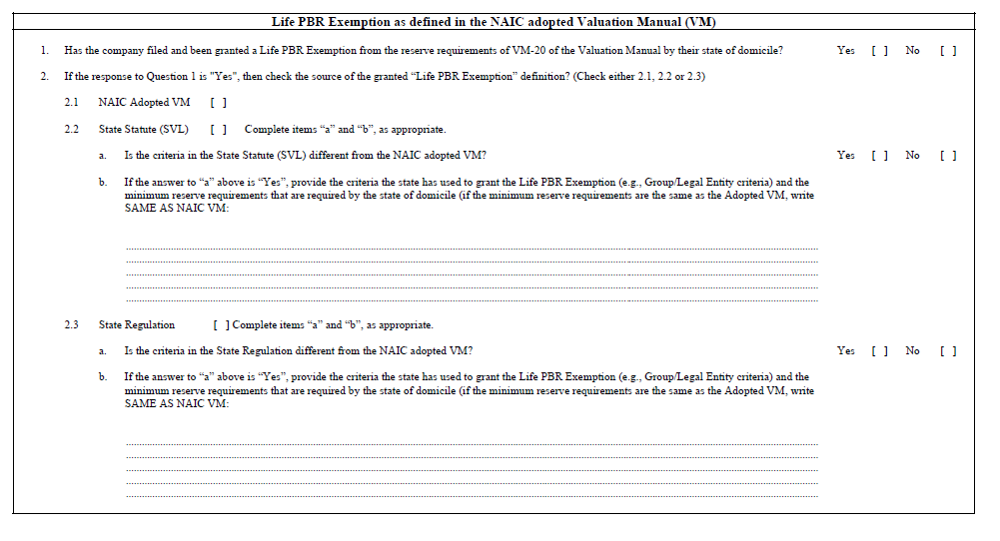 Life PBR Exemption as defined in the NAIC adopted Valuation Manual (VM)
1. Has the company filed and been granted a Life PBR Exemption from the reserve requirements of VM-20 of the Valuation Manual by their state of domicile? Yes [ ] No [ ]
2. If the response to Question 1 is "Yes", then check the source of the granted “Life PBR Exemption” definition? (Check either 2.1, 2.2 or 2.3)
2.1 NAIC Adopted VM [ ]
2.2 State Statute (SVL) [ ] Complete items “a” and “b”, as appropriate.
a. Is the criteria in the State Statute (SVL) different from the NAIC adopted VM? Yes [ ] No [ ]
b. If the answer to “a” above is “Yes”, provide the criteria the state has used to grant the Life PBR Exemption (e.g., Group/Legal Entity criteria) and the
minimum reserve requirements that are required by the state of domicile (if the minimum reserve requirements are the same as the Adopted VM, write
SAME AS NAIC VM:
2.3 State Regulation [ ] Complete items “a” and “b”, as appropriate.
a. Is the criteria in the State Regulation different from the NAIC adopted VM? Yes [ ] No [ ]
b. If the answer to “a” above is “Yes”, provide the criteria the state has used to grant the Life PBR Exemption (e.g., Group/Legal Entity criteria) and the
minimum reserve requirements that are required by the state of domicile (if the minimum reserve requirements are the same as the Adopted VM, write
SAME AS NAIC VM: